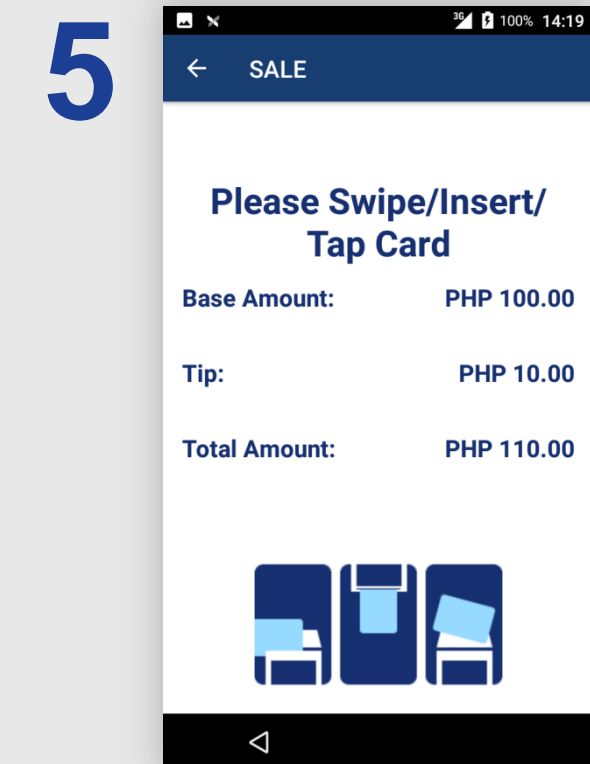 5
3G 100% 14:19
SALE
Please Swipe/Insert/
Tap Card
Base Amount: PHP 100.00
Tip: PHP 10.00
Total Amount: PHP 110.00